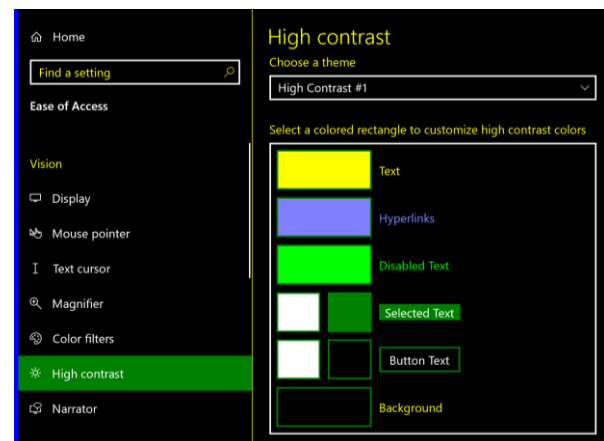 Home
Find a setting
Ease of Access
Vision
Display
Mouse pointer
Text cursor
Magnifier
Color filters
High contrast
Narrator
High contrast
Choose a theme
High Contrast #1
Select a colored rectangle to customize high contrast colors
Text
Hyperlinks
Disabled Text
Selected Text
Button Text
Background